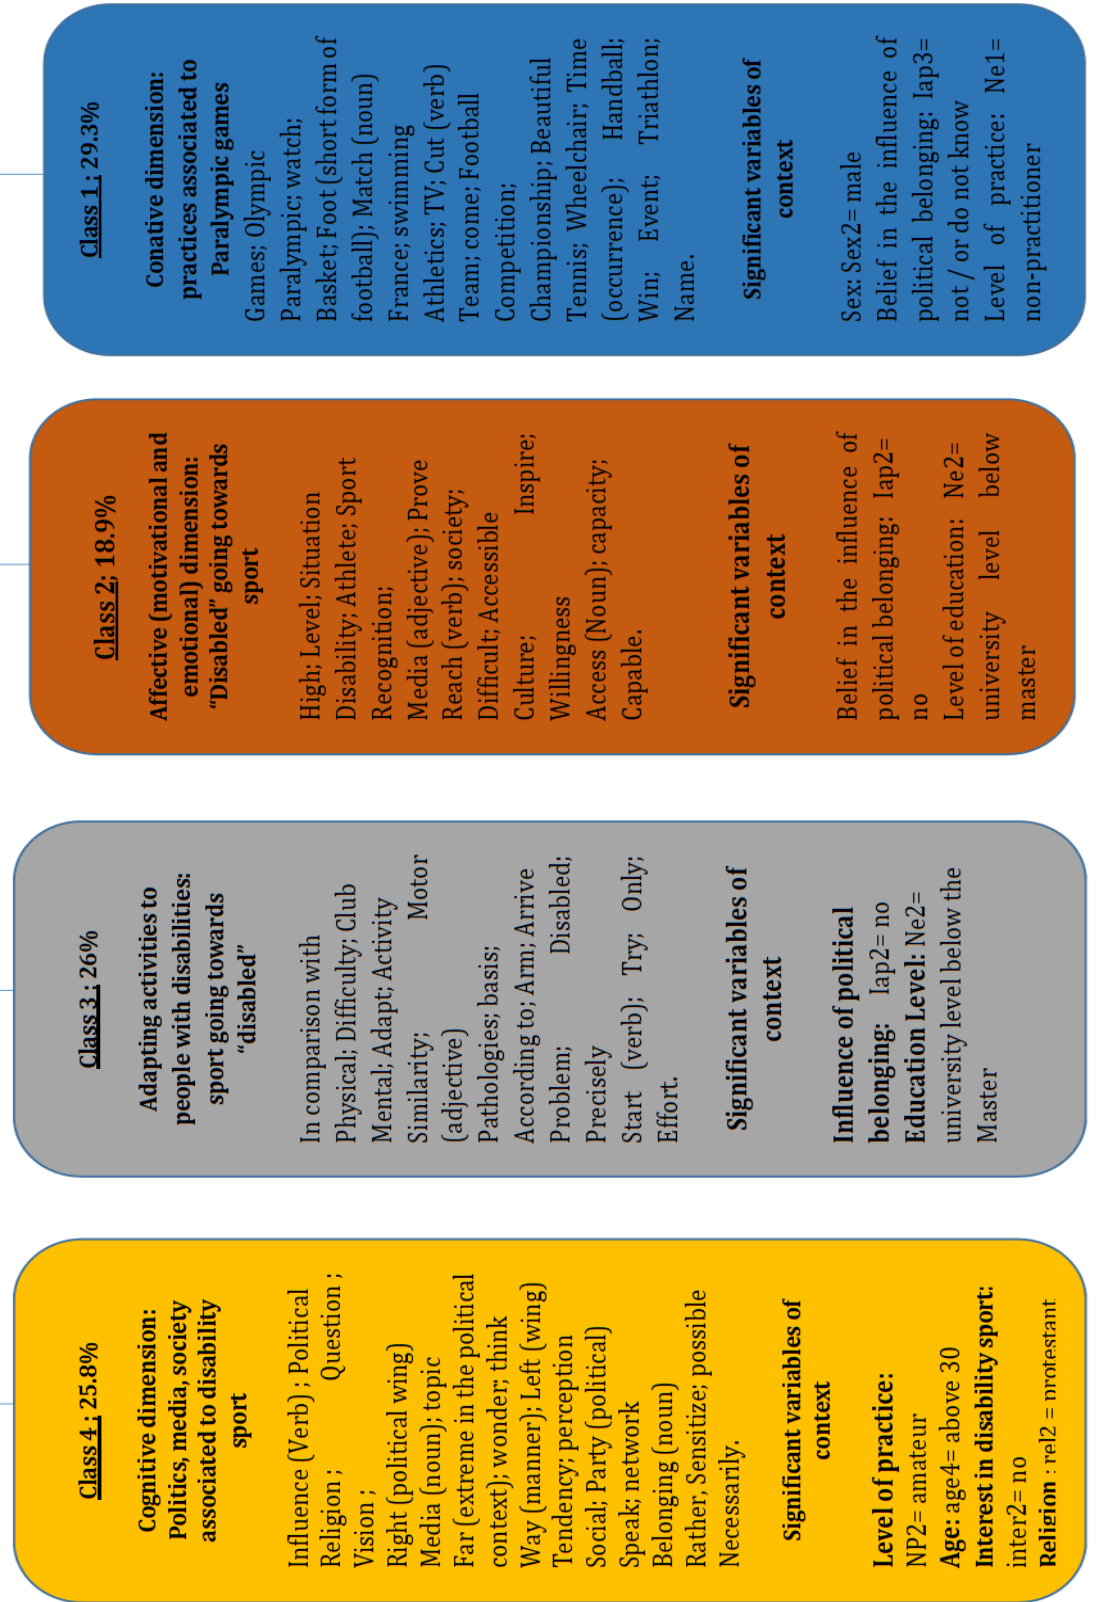 Class 4 ; 25.8%
Cognitive dimension:
Politics, media, society
associated to disability
sport
Influence (Verb) ; Political
Religion ; Question ;
Vision ;
Right (political wing)
Media (noun); topic
Far (extreme in the political
context); wonder; think
Way (manner); Left (wing)
Tendency; perception
Social; Party (political)
Speak; network
Belonging (noun)
Rather, Sensitize; possible
Necessarily.
Significant variables of
context
Level of practice:
NP2= amateur
Age: age4= above 30
Interest in disability sport:
inter2= no
Religion : rel2 = protestant
Class 3 ; 26%
Adapting activities to
people with disabilities:
sport going towards
“disabled”
In comparison with
Physical; Difficulty; Club
Mental; Adapt; Activity
Similarity; Motor
(adjective)
Pathologies; basis;
According to; Arm; Arrive
Problem; Disabled;
Precisely
Start (verb); Try; Only;
Effort.
Significant variables of
context
Influence of political
belonging: Iap2= no
Education Level: Ne2=
university level below the
Master
Class 2; 18.9%
Affective (motivational and
emotional) dimension:
“Disabled” going towards
sport
High; Level; Situation
Disability; Athlete; Sport
Recognition;
Media (adjective); Prove
Reach (verb); society;
Difficult; Accessible
Culture; Inspire;
Willingness
Access (Noun); capacity;
Capable.
Significant variables of
context
Belief in the influence of
political belonging: Iap2=
no
Level of education: Ne2=
university level below
master
Class 1 ; 29.3%
Conative dimension:
practices associated to
Paralympic games
Games; Olympic
Paralympic; watch;
Basket; Foot (short form of
football); Match (noun)
France; swimming
Athletics; TV; Cut (verb)
Team; come; Football
Competition;
Championship; Beautiful
Tennis; Wheelchair; Time
(occurrence); Handball;
Win; Event; Triathlon;
Name.
Significant variables of
context
Sex: Sex2= male
Belief in the influence of
political belonging: Iap3=
not / or do not know
Level of practice: Ne1=
non-practitioner